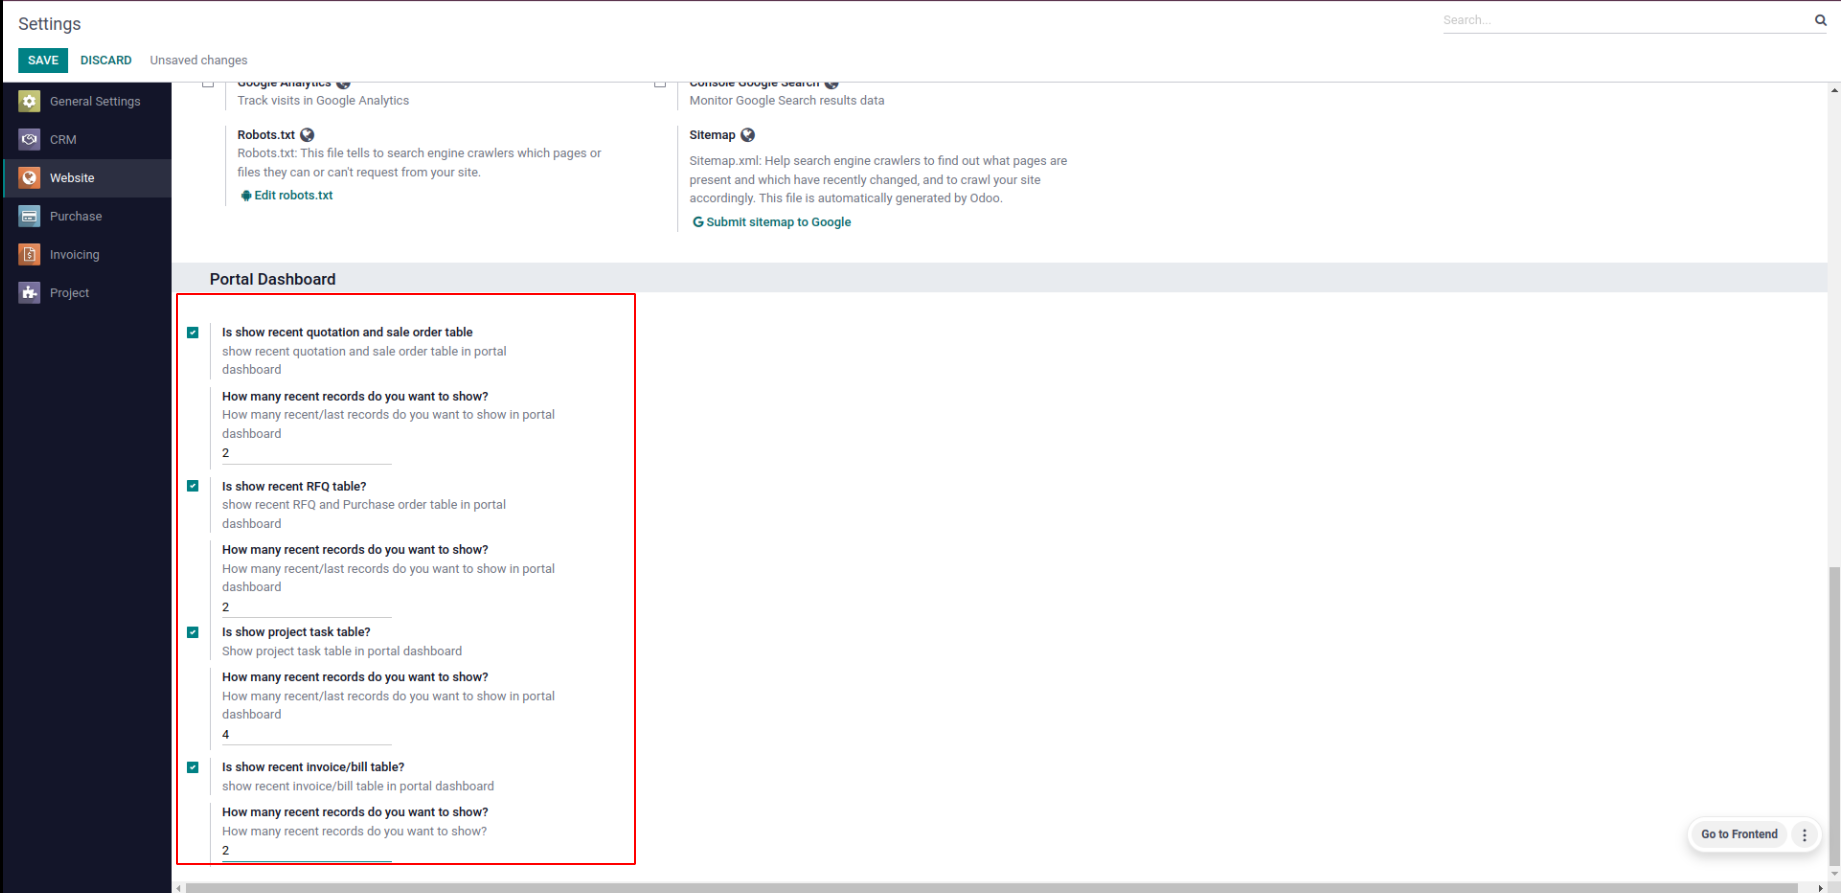 Settings
Search...
SAVE DISCARD Unsaved changes
General Settings
CRM
Website
Purchase
Invoicing
Project
Google Analytics
Track visits in Google Analytics
Console Google Search
Monitor Google Search results data
Robots.txt
Robots.txt: This file tells to search engine crawlers which pages or
files they can or can't request from your site.
Edit robots.txt
Sitemap
Sitemap.xml: Help search engine crawlers to find out what pages are
present and which have recently changed, and to crawl your site
accordingly. This file is automatically generated by Odoo.
Submit sitemap to Google
Portal Dashboard
Is show recent quotation and sale order table
show recent quotation and sale order table in portal
dashboard
How many recent records do you want to show?
How many recent/last records do you want to show in portal
dashboard
2
Is show recent RFQ table?
show recent RFQ and Purchase order table in portal
dashboard
How many recent records do you want to show?
How many recent/last records do you want to show in portal
dashboard
2
Is show project task table?
Show project task table in portal dashboard
How many recent records do you want to show?
How many recent/last records do you want to show in portal
dashboard
4
Is show recent invoice/bill table?
show recent invoice/bill table in portal dashboard
How many recent records do you want to show?
How many recent records do you want to show?
2
Go to Frontend